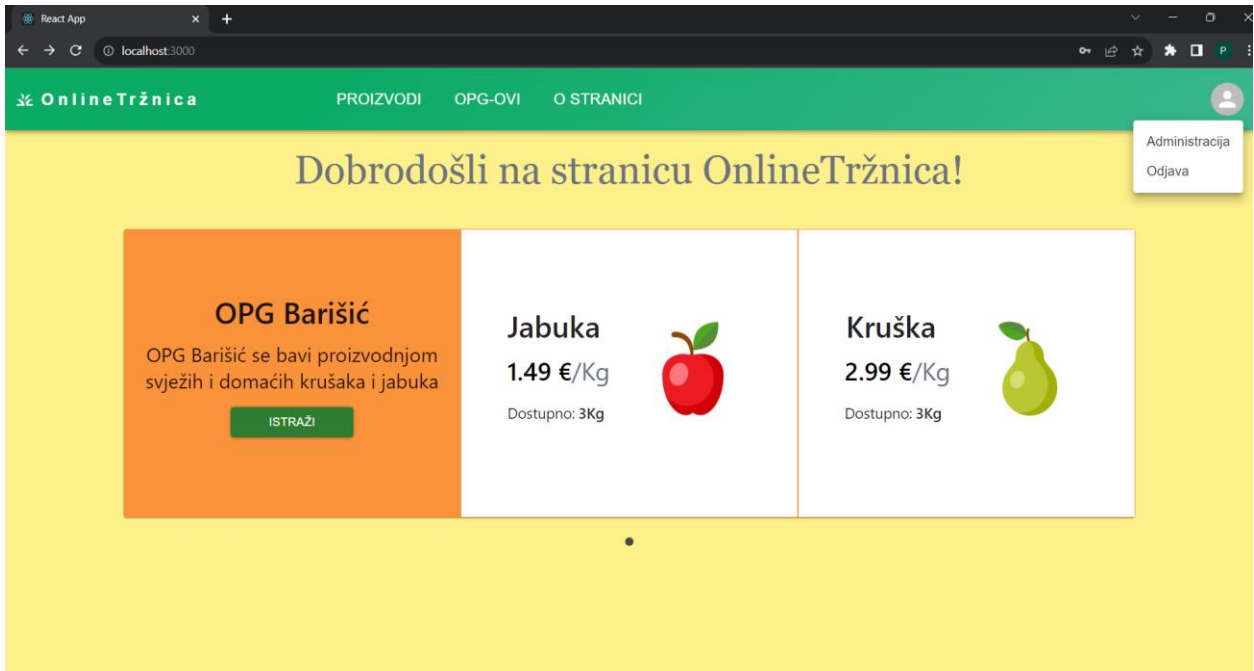 React App
localhost:3000
P
OnlineTržnica
PROIZVODI
OPG-OVI
O STRANICI
Administracija
Odjava
Dobrodošli na stranicu OnlineTržnica!
OPG Barišić
OPG Barišić se bavi proizvodnjom
svježih i domaćih krušaka i jabuka
ISTRAŽI
Jabuka
1.49 €/Kg
Dostupno: 3Kg
Kruška
2.99 €/Kg
Dostupno: 3Kg